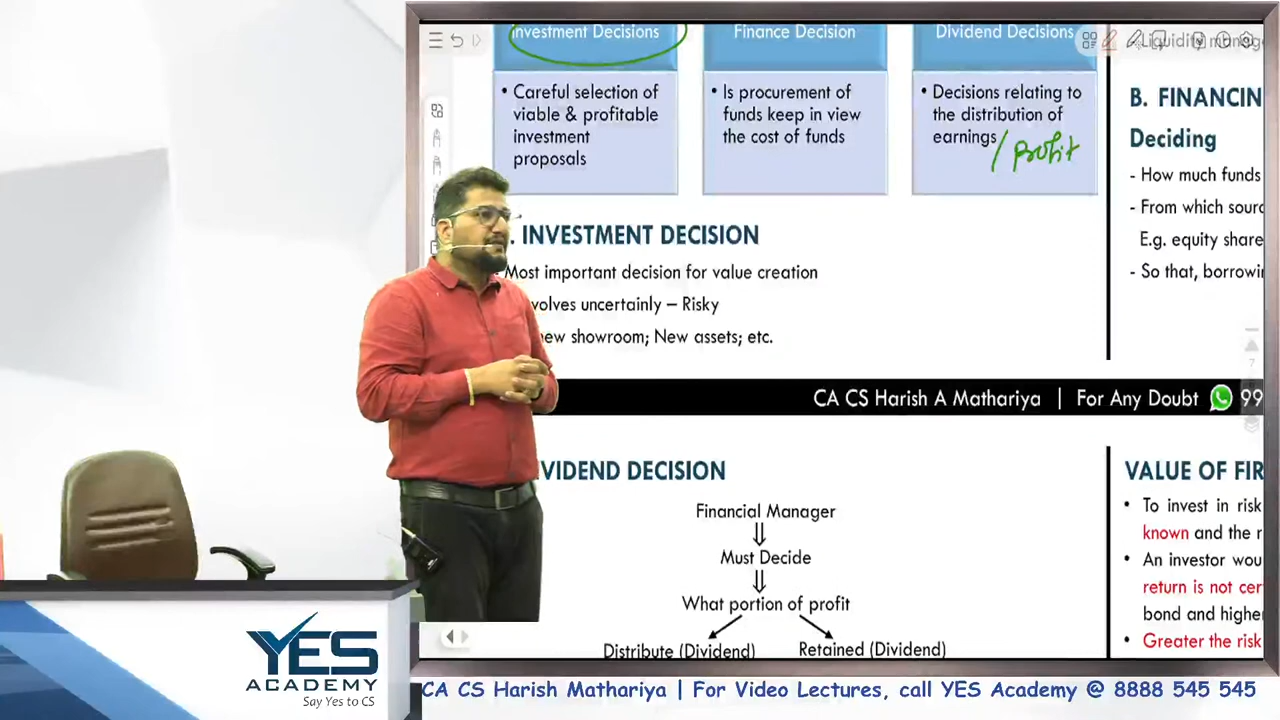 Investment Decisions
Careful selection of
viable & profitable
investment
proposals
Finance Decision
Is procurement of
funds keep in view
the cost of funds
Dividend Decisions
Decisions relating to
the distribution of
earnings / Profit
INVESTMENT DECISION
Most important decision for value creation
uncertainly – Risky
new showroom; New assets; etc.
B. FINANCIN
Deciding
- How much funds
- From which sour
E.g. equity share
- So that, borrowi
CA CS Harish A Mathariya | For Any Doubt 99
VIDEND DECISION
Financial Manager
Must Decide
What portion of profit
Distribute (Dividend) Retained (Dividend)
VALUE OF FIR
• To invest in risk
known and the r
• An investor wou
return is not cer
bond and higher
• Greater the risk
YES
ACADEMY
Say Yes to CS
CA CS Harish Mathariya | For Video Lectures, call YES Academy @ 8888 545 545